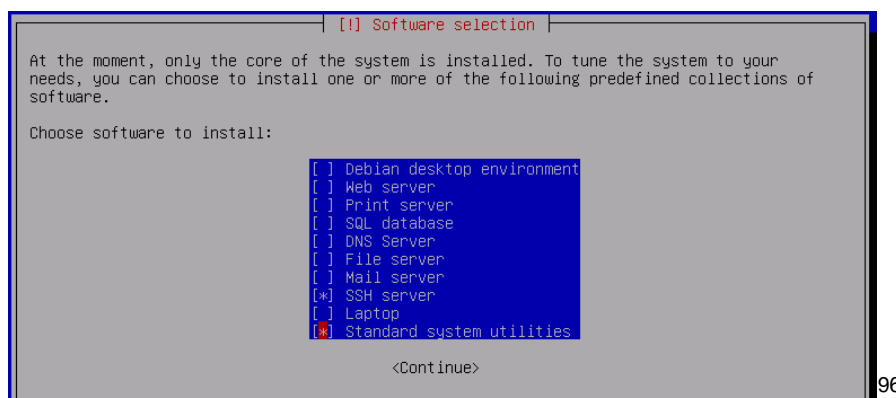 [!] Software selection
At the moment, only the core of the system is installed. To tune the system to your
needs, you can choose to install one or more of the following predefined collections of
software.
Choose software to install:
[ ] Debian desktop environment
[ ] Web server
[ ] Print server
[ ] SQL database
[ ] DNS Server
[ ] File server
[ ] Mail server
[*] SSH server
[ ] Laptop
[*] Standard system utilities
<Continue>
96